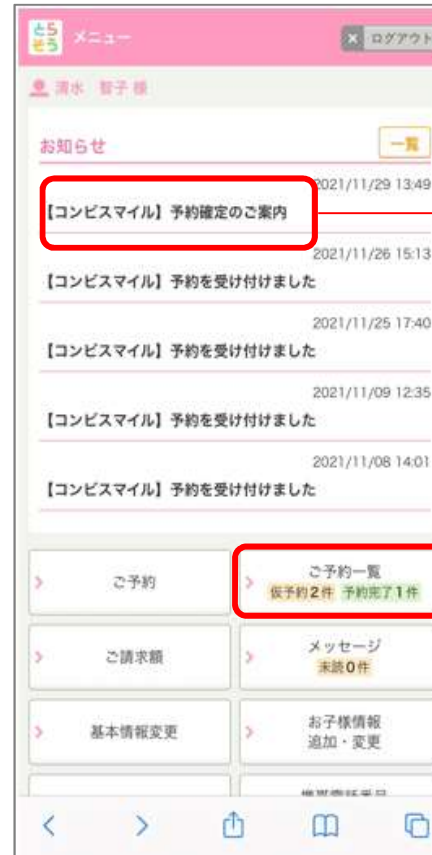 とら
そう
メニュー
× ログアウト
清水 智子 様
お知らせ
一覧
2021/11/29 13:49
【コンビスマイル】予約確定のご案内
2021/11/26 15:13
【コンビスマイル】予約を受け付けました
2021/11/25 17:40
【コンビスマイル】予約を受け付けました
2021/11/09 12:35
【コンビスマイル】予約を受け付けました
2021/11/08 14:01
【コンビスマイル】予約を受け付けました
ご予約
ご予約一覧
仮予約2件 予約完了1件
ご請求額
メッセージ
未読0件
基本情報変更
お子様情報
追加・変更